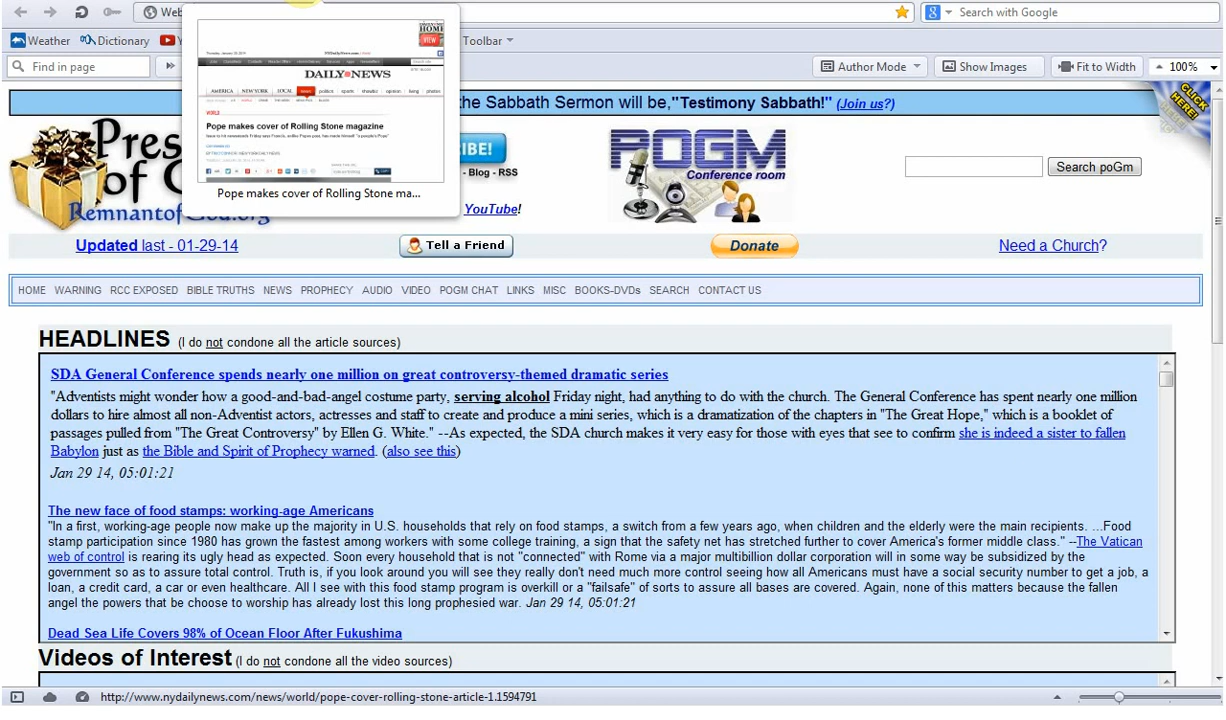 Web
Search with Google
Weather
Dictionary
Toolbar
Find in page
Author Mode
Show Images
Fit to Width
100%
HOME
VIEW
DAILY NEWS
AMERICA NEW YORK LOCAL politics sports showbiz opinion living photos
WORLD
Pope makes cover of Rolling Stone magazine
Pope makes cover of Rolling Stone ma...
the Sabbath Sermon will be,"Testimony Sabbath!" (Join us?)
CLICK HERE!
Pres
of G
RemnantofGod.org
IBE!
- Blog - RSS
YouTube!
POGM
Conference room
Search poGm
Updated last - 01-29-14
Tell a Friend
Donate
Need a Church?
HOME WARNING RCC EXPOSED BIBLE TRUTHS NEWS PROPHECY AUDIO VIDEO POGM CHAT LINKS MISC BOOKS-DVDs SEARCH CONTACT US
HEADLINES (I do not condone all the article sources)
SDA General Conference spends nearly one million on great controversy-themed dramatic series
"Adventists might wonder how a good-and-bad-angel costume party, serving alcohol Friday night, had anything to do with the church. The General Conference has spent nearly one million
dollars to hire almost all non-Adventist actors, actresses and staff to create and produce a mini series, which is a dramatization of the chapters in "The Great Hope," which is a booklet of
passages pulled from "The Great Controversy" by Ellen G. White." --As expected, the SDA church makes it very easy for those with eyes that see to confirm she is indeed a sister to fallen
Babylon just as the Bible and Spirit of Prophecy warned. (also see this)
Jan 29 14, 05:01:21
The new face of food stamps: working-age Americans
"In a first, working-age people now make up the majority in U.S. households that rely on food stamps, a switch from a few years ago, when children and the elderly were the main recipients. ...Food
stamp participation since 1980 has grown the fastest among workers with some college training, a sign that the safety net has stretched further to cover America's former middle class." --The Vatican
web of control is rearing its ugly head as expected. Soon every household that is not "connected" with Rome via a major multibillion dollar corporation will in some way be subsidized by the
government so as to assure total control. Truth is, if you look around you will see they really don't need much more control seeing how all Americans must have a social security number to get a job, a
loan, a credit card, a car or even healthcare. All I see with this food stamp program is overkill or a "failsafe" of sorts to assure all bases are covered. Again, none of this matters because the fallen
angel the powers that be choose to worship has already lost this long prophesied war. Jan 29 14, 05:01:21
Dead Sea Life Covers 98% of Ocean Floor After Fukushima
Videos of Interest (I do not condone all the video sources)
http://www.nydailynews.com/news/world/pope-cover-rolling-stone-article-1.1594791